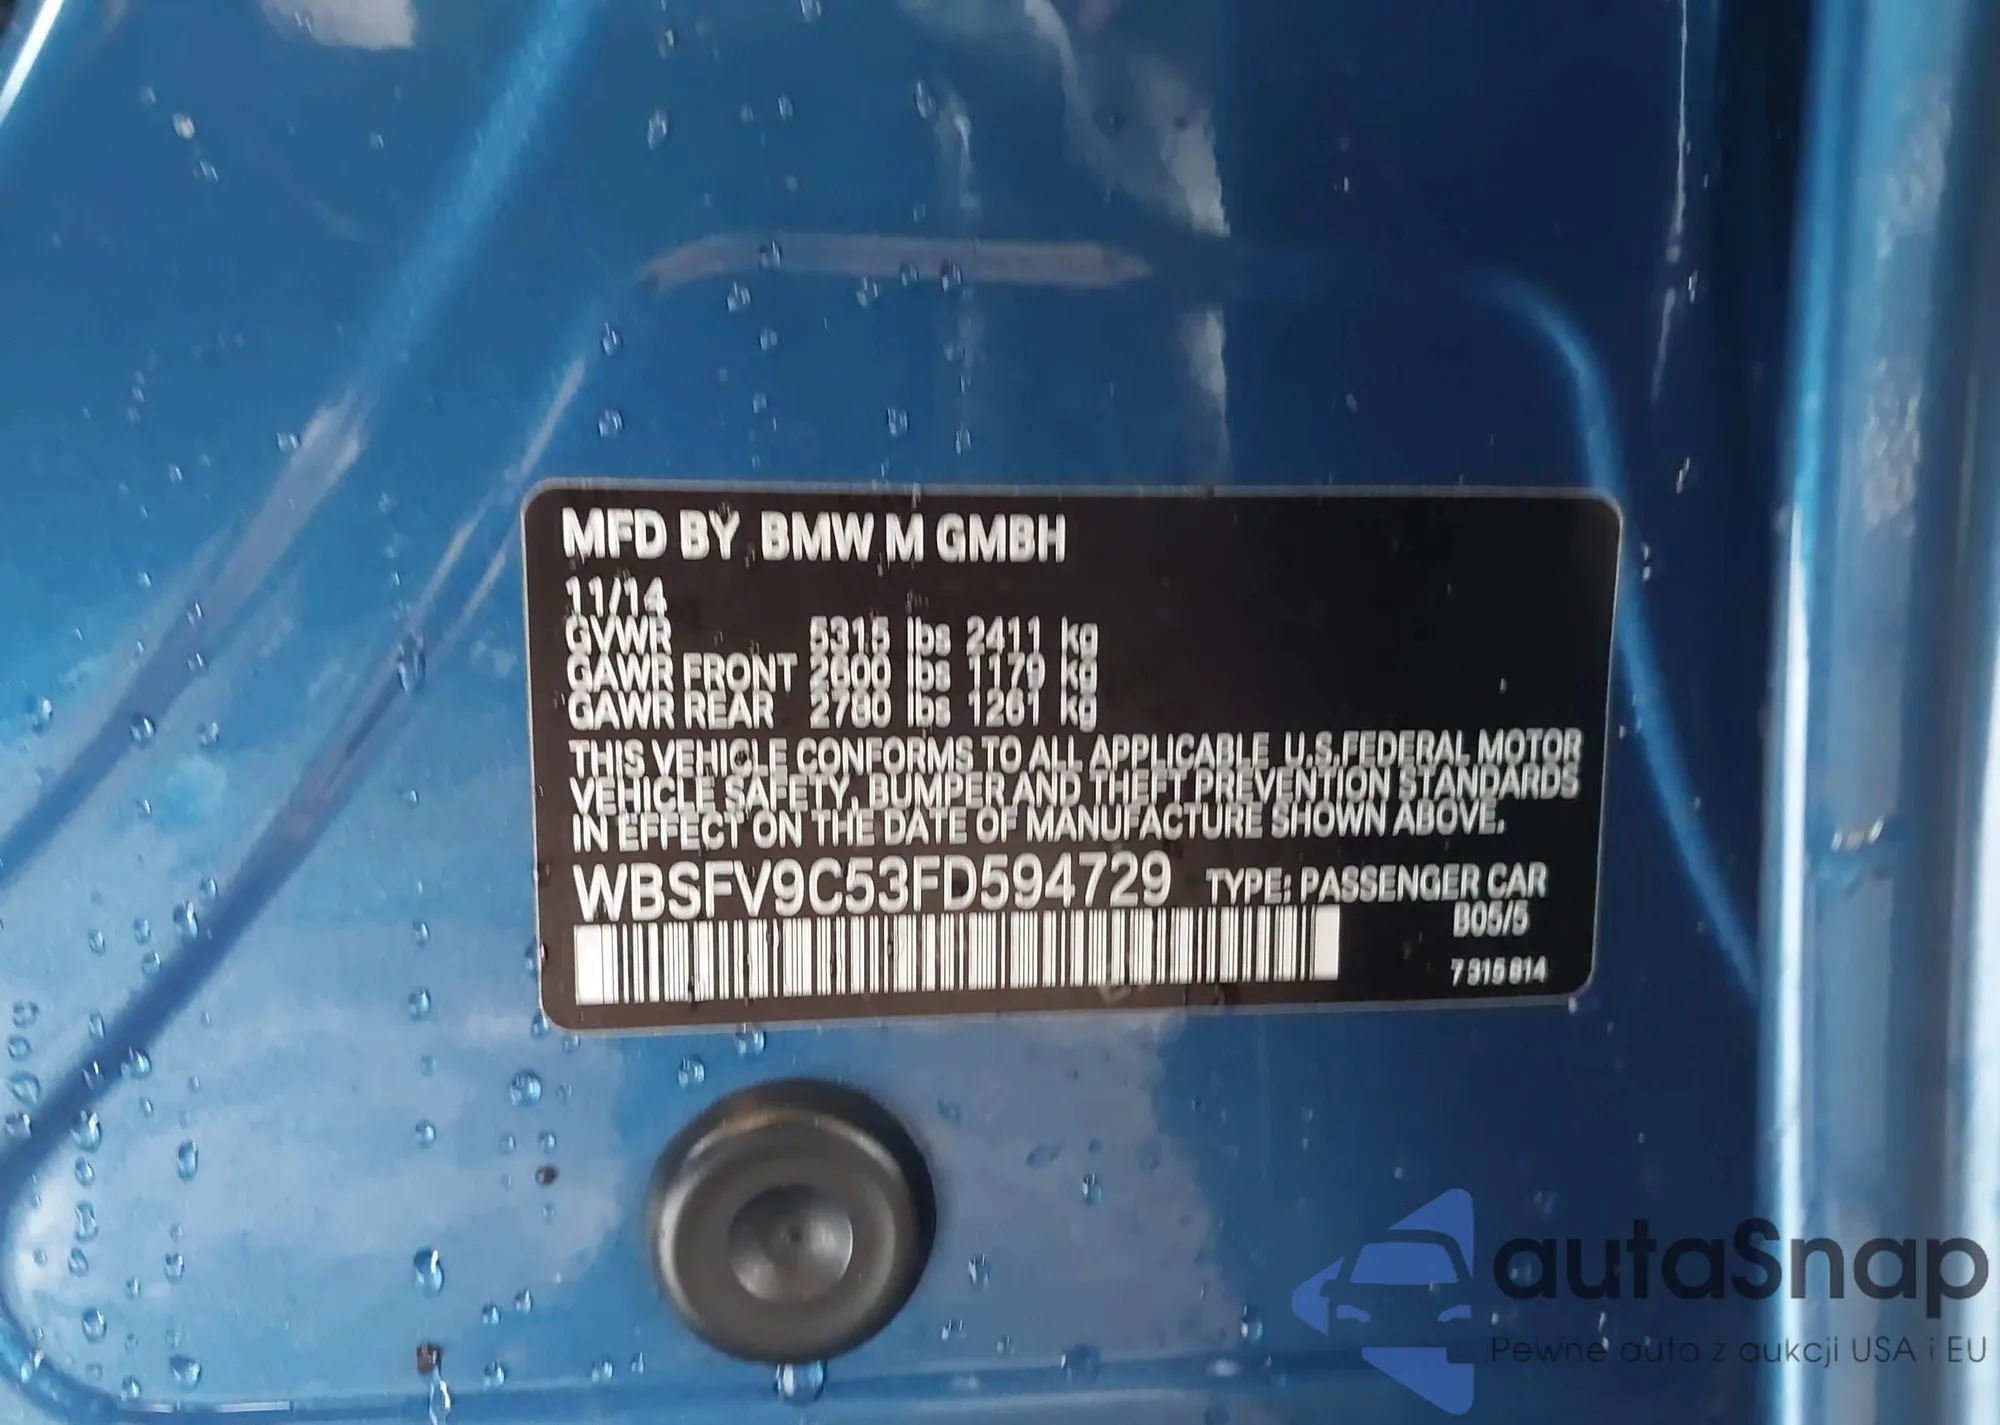 MFD BY BMW M GMBH
11/14
GVWR 5315 lbs 2411 kg
GAWR FRONT 2600 lbs 1179 kg
GAWR REAR 2780 lbs 1261 kg
THIS VEHICLE CONFORMS TO ALL APPLICABLE U.S.FEDERAL MOTOR
VEHICLE SAFETY, BUMPER AND THEFT PREVENTION STANDARDS
IN EFFECT ON THE DATE OF MANUFACTURE SHOWN ABOVE.
WBSFV9C53FD594729 TYPE: PASSENGER CAR
B05/5
7 315 814
autaSnap
Pewne auta z aukcji USA i EU